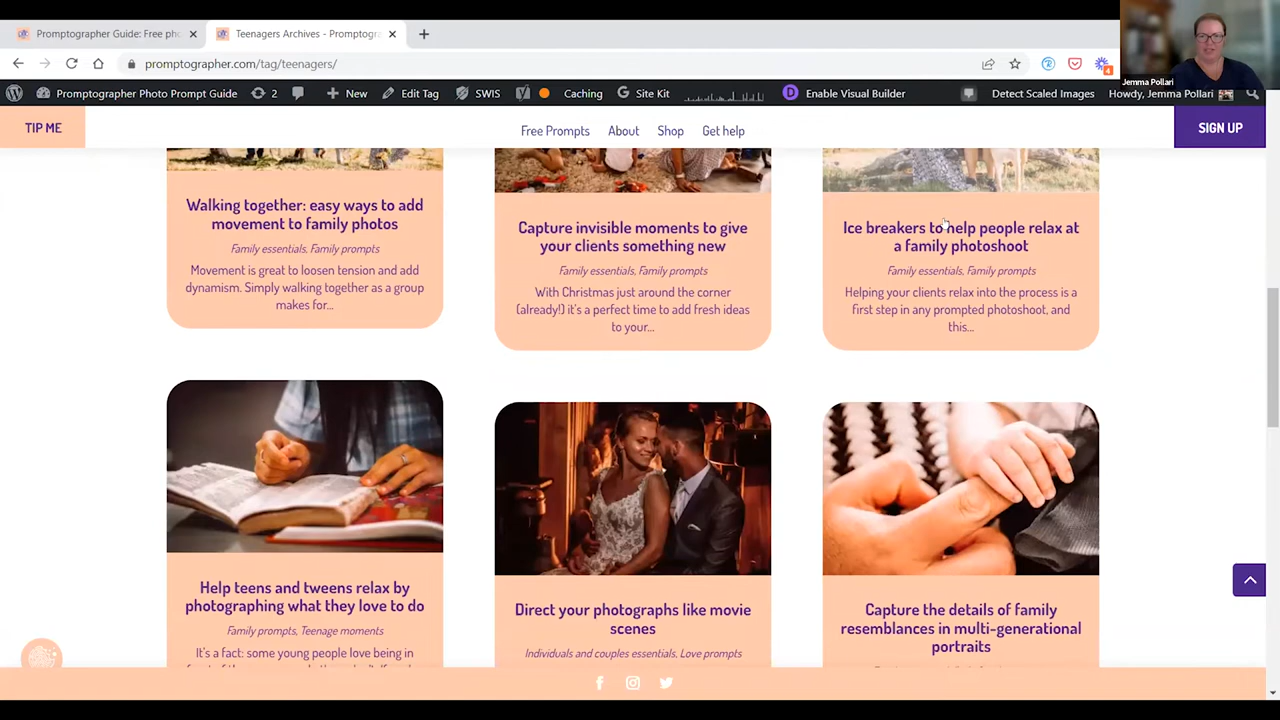 Promptographer Guide: Free pho
Teenagers Archives - Promptogra
promptographer.com/tag/teenagers/
4
Jemma Pollari
Promptographer Photo Prompt Guide
2
New
Edit Tag
SWIS
Caching
Site Kit
Enable Visual Builder
Detect Scaled Images
Howdy, Jemma Pollari
TIP ME
Free Prompts
About
Shop
Get help
SIGN UP
Walking together: easy ways to add
movement to family photos
Family essentials, Family prompts
Movement is great to loosen tension and add
dynamism. Simply walking together as a group
makes for...
Capture invisible moments to give
your clients something new
Family essentials, Family prompts
With Christmas just around the corner
(already!) it's a perfect time to add fresh ideas
to your...
Ice breakers to help people relax at
a family photoshoot
Family essentials, Family prompts
Helping your clients relax into the process is a
first step in any prompted photoshoot, and
this...
Help teens and tweens relax by
photographing what they love to do
Family prompts, Teenage moments
It's a fact: some young people love being in
Direct your photographs like movie
scenes
Individuals and couples essentials, Love prompts
Capture the details of family
resemblances in multi-generational
portraits